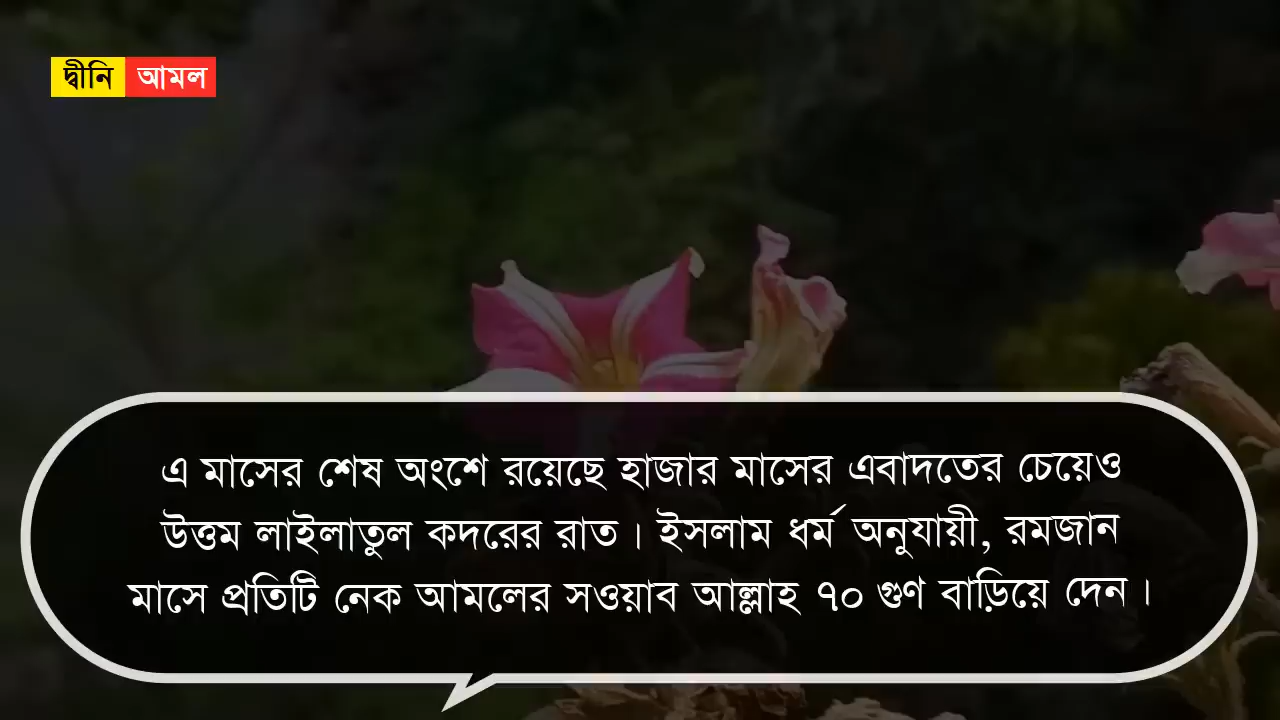 দ্বীনি আমল
এ মাসের শেষ অংশে রয়েছে হাজার মাসের এবাদতের চেয়েও
উত্তম লাইলাতুল কদরের রাত। ইসলাম ধর্ম অনুযায়ী, রমজান
মাসে প্রতিটি নেক আমলের সওয়াব আল্লাহ ৭০ গুণ বাড়িয়ে দেন।